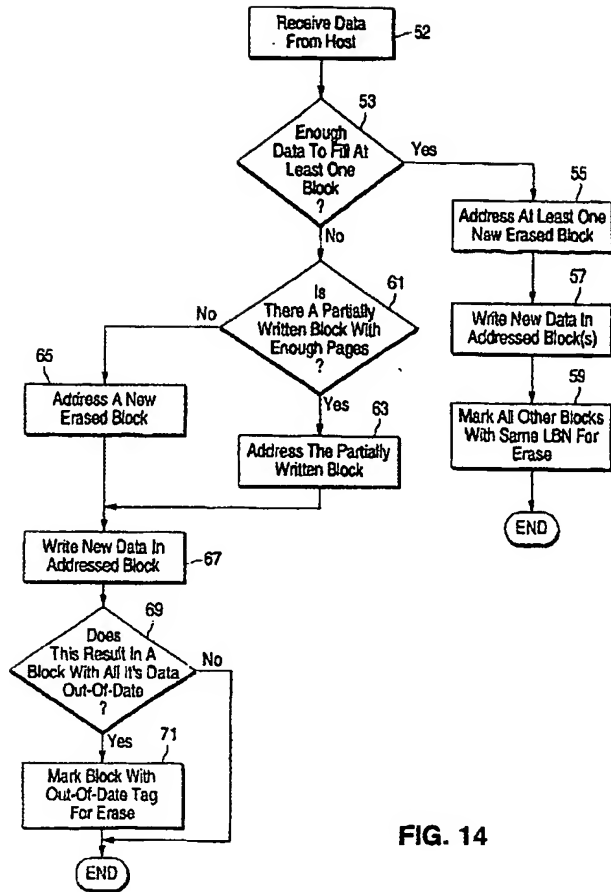 Receive Data
From Host
52
53
Enough
Data To Fill At
Least One
Block
?
Yes
No
55
Address At Least One
New Erased Block
57
Write New Data In
Addressed Block(s)
59
Mark All Other Blocks
With Same LBN For
Erase
END
61
Is
There A Partially
Written Block With
Enough Pages
?
No
Yes
65
Address A New
Erased Block
63
Address The Partially
Written Block
Write New Data In
Addressed Block
67
69
Does
This Result In A
Block With All It's Data
Out-Of-Date
?
No
Yes
71
Mark Block With
Out-Of-Date Tag
For Erase
END
FIG. 14